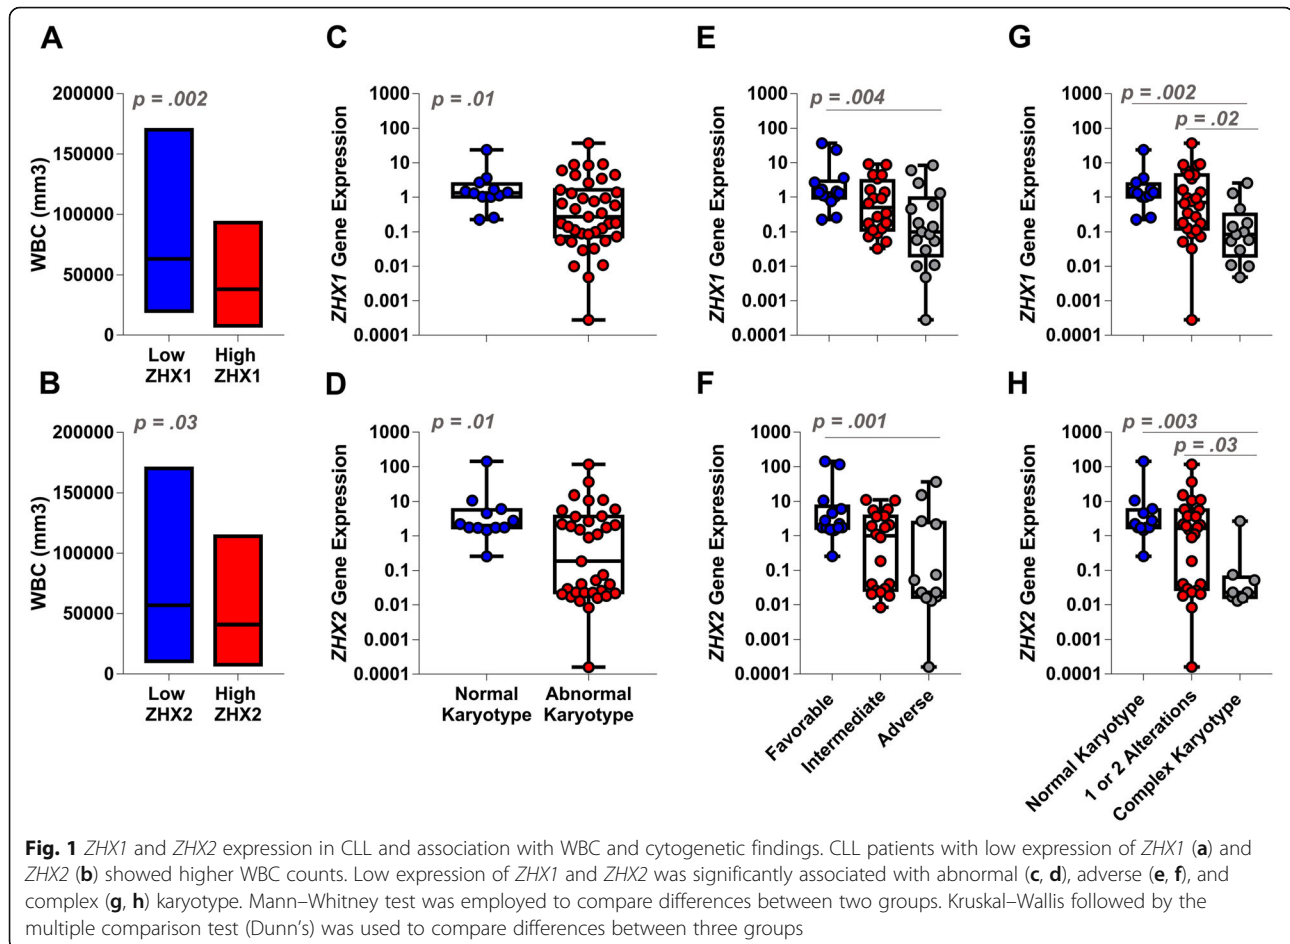 A
p = .002
WBC (mm3)
200000
150000
100000
50000
0
Low ZHX1
High ZHX1
B
p = .03
WBC (mm3)
200000
150000
100000
50000
0
Low ZHX2
High ZHX2
C
p = .01
ZHX1 Gene Expression
1000
100
10
1
0.1
0.01
0.001
0.0001
D
p = .01
ZHX2 Gene Expression
1000
100
10
1
0.1
0.01
0.001
0.0001
Normal Karyotype
Abnormal Karyotype
E
p = .004
ZHX1 Gene Expression
1000
100
10
1
0.1
0.01
0.001
0.0001
F
p = .001
ZHX2 Gene Expression
1000
100
10
1
0.1
0.01
0.001
0.0001
Favorable
Intermediate
Adverse
G
p = .002
p = .02
ZHX1 Gene Expression
1000
100
10
1
0.1
0.01
0.001
0.0001
H
p = .003
p = .03
ZHX2 Gene Expression
1000
100
10
1
0.1
0.01
0.001
0.0001
Normal Karyotype
1 or 2 Alterations
Complex Karyotype
Fig. 1 ZHX1 and ZHX2 expression in CLL and association with WBC and cytogenetic findings. CLL patients with low expression of ZHX1 (a) and
ZHX2 (b) showed higher WBC counts. Low expression of ZHX1 and ZHX2 was significantly associated with abnormal (c, d), adverse (e, f), and
complex (g, h) karyotype. Mann–Whitney test was employed to compare differences between two groups. Kruskal–Wallis followed by the
multiple comparison test (Dunn's) was used to compare differences between three groups